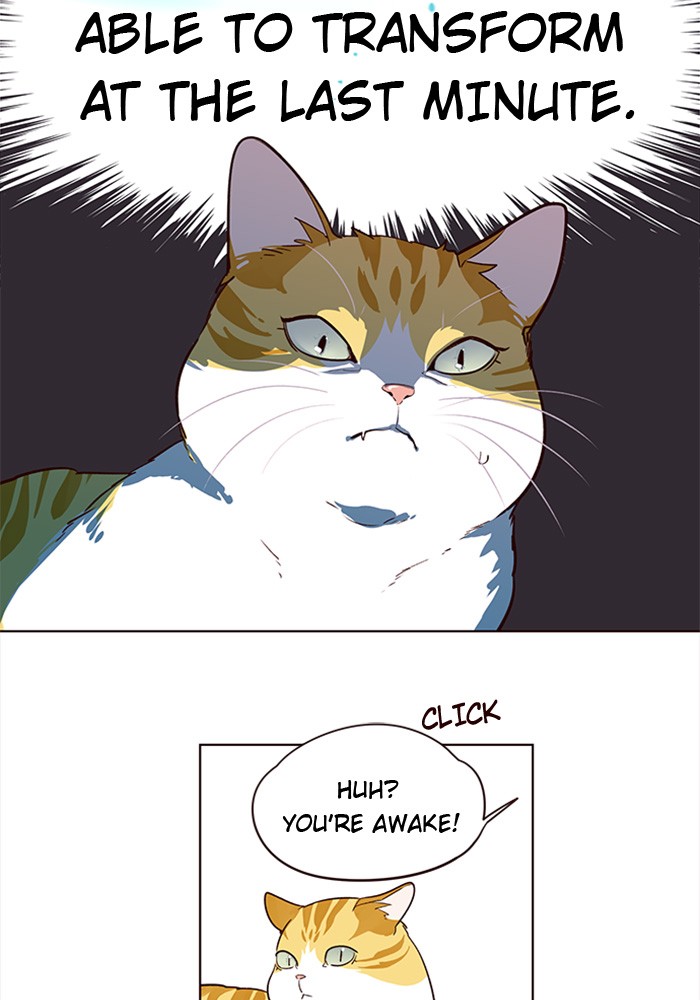 ABLE TO TRANSFORM
AT THE LAST MINUTE.
CLICK
HUH?
YOU'RE AWAKE!